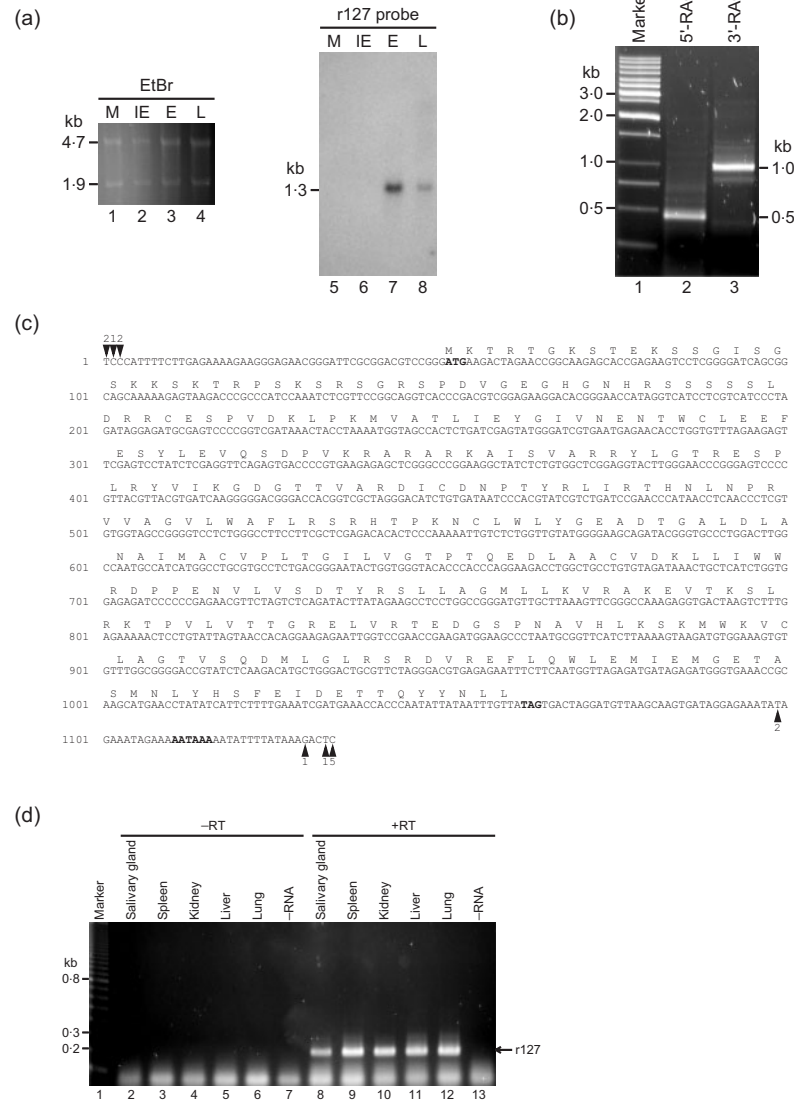 (a)
EtBr
M IE E L
kb
4·7
1·9
1 2 3 4
r127 probe
M IE E L
kb
1·3
5 6 7 8
(b)
Marker
5'-RA
3'-RA
kb
3·0
2·0
1·0
0·5
kb
1·0
0·5
1 2 3
(c)
212
M K T R T G K S T E K S S G I S G
1 TCCCATTTTCTTGAGAAAAGAAGGGAGAACGGGATTCGCGGACGTCCGGGATGAAGACTAGAACCGGCAAGAGCACCGAGAAGTCCTCGGGGATCAGCGG
S K K S K T R P S K S R S G R S P D V G E G H G N H R S S S S L
101 CAGCAAAAAGAGTAAGACCCGCCCATCCAAATCTCGTTCCGGCAGGTCACCCGACGTCGGAGAAGGACACGGGAACCATAGGTCATCCTCGTCATCCCTA
D R R C E S P V D K L P K M V A T L I E Y G I V N E N T W C L E E F
201 GATAGGAGATGCGAGTCCCCGGTCGATAAACTACCTAAAATGGTAGCCACTCTGATCGAGTATGGGATCGTGAATGAGAACACCTGGTGTTTAGAAGAGT
E S Y L E V Q S D P V K R A R A R K A I S V A R R Y L G T R E S P
301 TCGAGTCCTATCTCGAGGTTCAGAGTGACCCCGTGAAGAGAGCTCGGGCCCGGAAGGCTATCTCTGTGGCTCGGAGGTACTTGGGAACCCGGGAGTCCCC
L R Y V I K G D G T T V A R D I C D N P T Y R L I R T H N L N P R
401 GTTACGTTACGTGATCAAGGGGGACGGGACCACGGTCGCTAGGGACATCTGTGATAATCCCACGTATCGTCTGATCCGAACCCATAACCTCAACCCTCGT
V V A G V L W A F L R S R H T P K N C L W L Y G E A D T G A L D L A
501 GTGGTAGCCGGGGTCCTCTGGGCCTTCCTTCGCTCGAGACACACTCCCAAAAATTGTCTCTGGTTGTATGGGGAAGCAGATACGGGTGCCCTGGACTTGG
N A I M A C V P L T G I L V G T P T Q E D L A A C V D K L L I W W
601 CCAATGCCATCATGGCCTGCGTGCCTCTGACGGGAATACTGGTGGGTACACCCACCCAGGAAGACCTGGCTGCCTGTGTAGATAAACTGCTCATCTGGTG
R D P P E N V L V S D T Y R S L L A G M L L K V R A K E V T K S L
701 GAGAGATCCCCCCGAGAACGTTCTAGTCTCAGATACTTATAGAAGCCTCCTGGCCGGGATGTTGCTTAAAGTTCGGGCCAAAGAGGTGACTAAGTCTTTG
R K T P V L V T G R E L V R T E D G S P N A V H L K S K M K W V K C
801 AGAAAAACTCCTGTATTAGTAACCACAGGAAGAGAATTGGTCCGAACCGAAGATGGAAGCCCTAATGCGGTTCATCTTAAAAGTAAGATGTGGAAAGTGT
L A G T V S Q D M L G L R S R D V R E F L Q W L E M I E M G E T A
901 GTTTGGCGGGGACCGTATCTCAAGACATGCTGGGACTGCGTTCTAGGGACGTGAGAGAATTTCTTCAATGGTTAGAGATGATAGAGATGGGTGAAACCGC
S M N L Y H S F E I D E T T Q Y Y N L L
1001 AAGCATGAACCTATATCATTCTTTTGAAATCGATGAAACCACCCAATATTATAATTTGTTATAGTGACTAGGATGTTAAGCAAGTGATAGGAGAAATATA
2
1101 GAAATAGAAAAATAAAAATATTTTATAAAGACTC
1 15
(d)
–RT
+RT
Marker
Salivary gland
Spleen
Kidney
Liver
Lung
–RNA
Salivary gland
Spleen
Kidney
Liver
Lung
–RNA
kb
0·8
0·3
0·2
r127
1 2 3 4 5 6 7 8 9 10 11 12 13